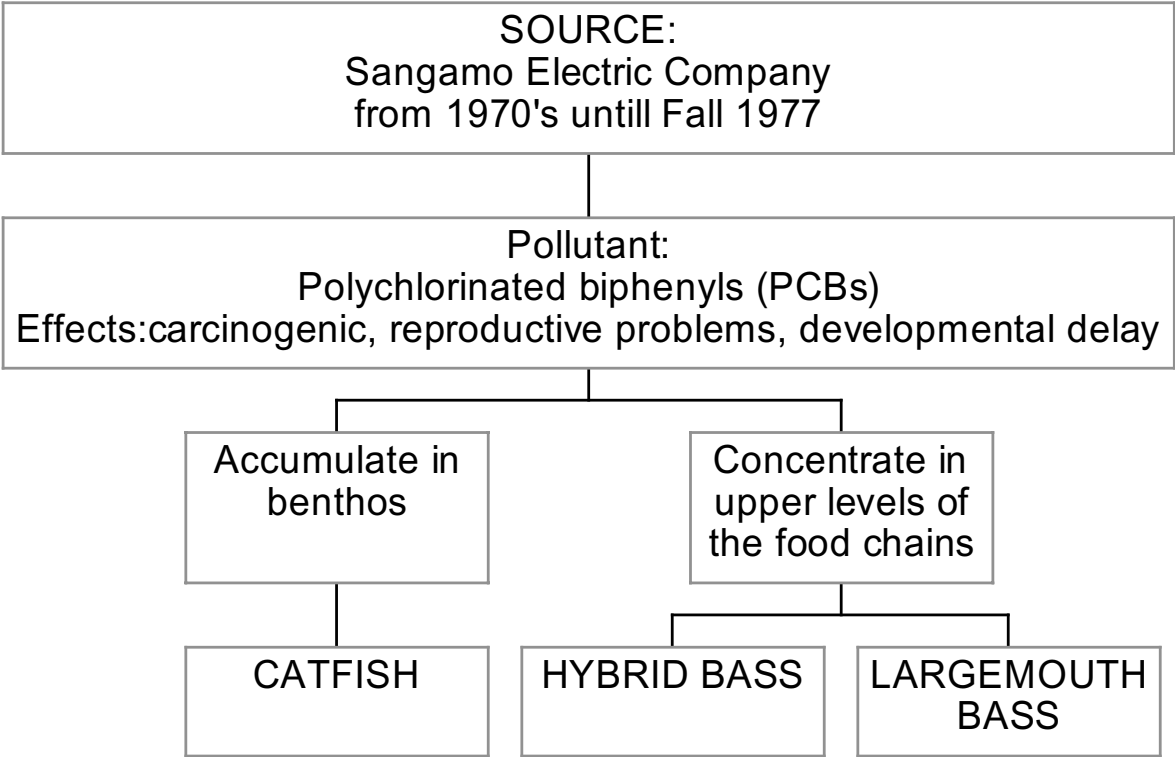 SOURCE:
Sangamo Electric Company
from 1970's untill Fall 1977
Pollutant:
Polychlorinated biphenyls (PCBs)
Effects:carcinogenic, reproductive problems, developmental delay
Accumulate in
benthos
Concentrate in
upper levels of
the food chains
CATFISH
HYBRID BASS
LARGEMOUTH
BASS